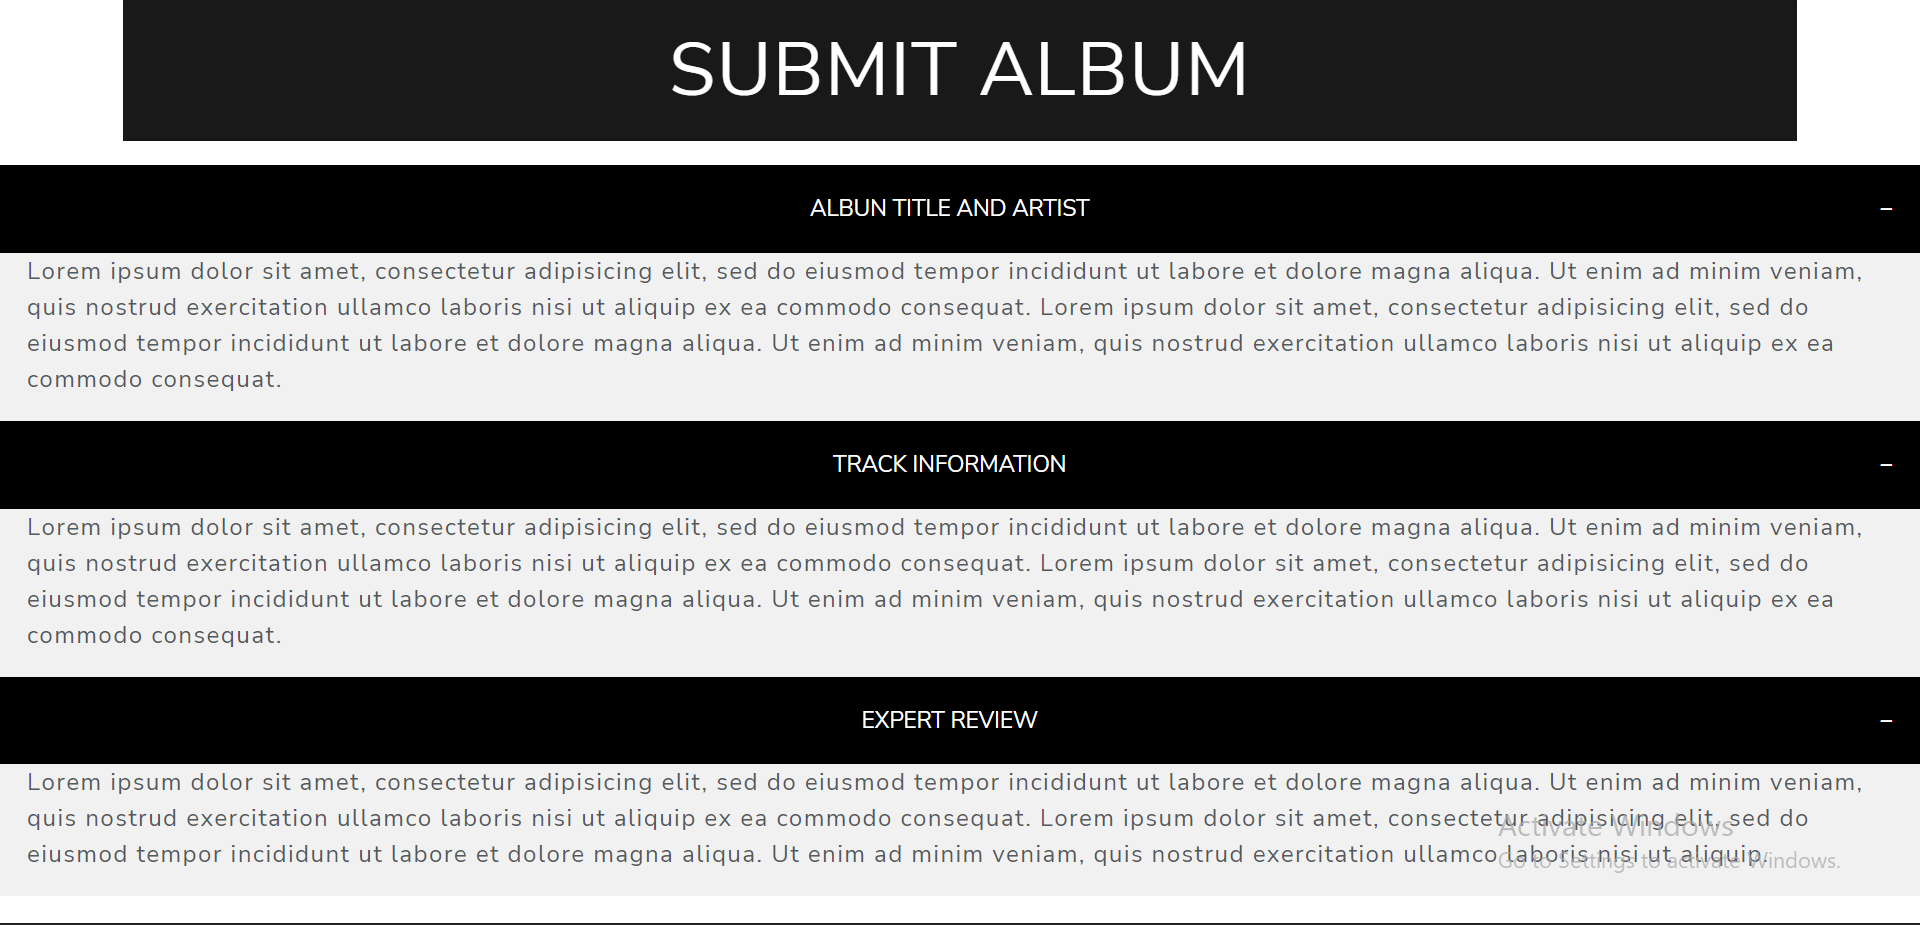 SUBMIT ALBUM
ALBUN TITLE AND ARTIST –
Lorem ipsum dolor sit amet, consectetur adipisicing elit, sed do eiusmod tempor incididunt ut labore et dolore magna aliqua. Ut enim ad minim veniam,
quis nostrud exercitation ullamco laboris nisi ut aliquip ex ea commodo consequat. Lorem ipsum dolor sit amet, consectetur adipisicing elit, sed do
eiusmod tempor incididunt ut labore et dolore magna aliqua. Ut enim ad minim veniam, quis nostrud exercitation ullamco laboris nisi ut aliquip ex ea
commodo consequat.
TRACK INFORMATION –
Lorem ipsum dolor sit amet, consectetur adipisicing elit, sed do eiusmod tempor incididunt ut labore et dolore magna aliqua. Ut enim ad minim veniam,
quis nostrud exercitation ullamco laboris nisi ut aliquip ex ea commodo consequat. Lorem ipsum dolor sit amet, consectetur adipisicing elit, sed do
eiusmod tempor incididunt ut labore et dolore magna aliqua. Ut enim ad minim veniam, quis nostrud exercitation ullamco laboris nisi ut aliquip ex ea
commodo consequat.
EXPERT REVIEW –
Lorem ipsum dolor sit amet, consectetur adipisicing elit, sed do eiusmod tempor incididunt ut labore et dolore magna aliqua. Ut enim ad minim veniam,
quis nostrud exercitation ullamco laboris nisi ut aliquip ex ea commodo consequat. Lorem ipsum dolor sit amet, consectetur adipisicing elit, sed do
eiusmod tempor incididunt ut labore et dolore magna aliqua. Ut enim ad minim veniam, quis nostrud exercitation ullamco laboris nisi ut aliquip.
Activate Windows
Go to Settings to activate Windows.